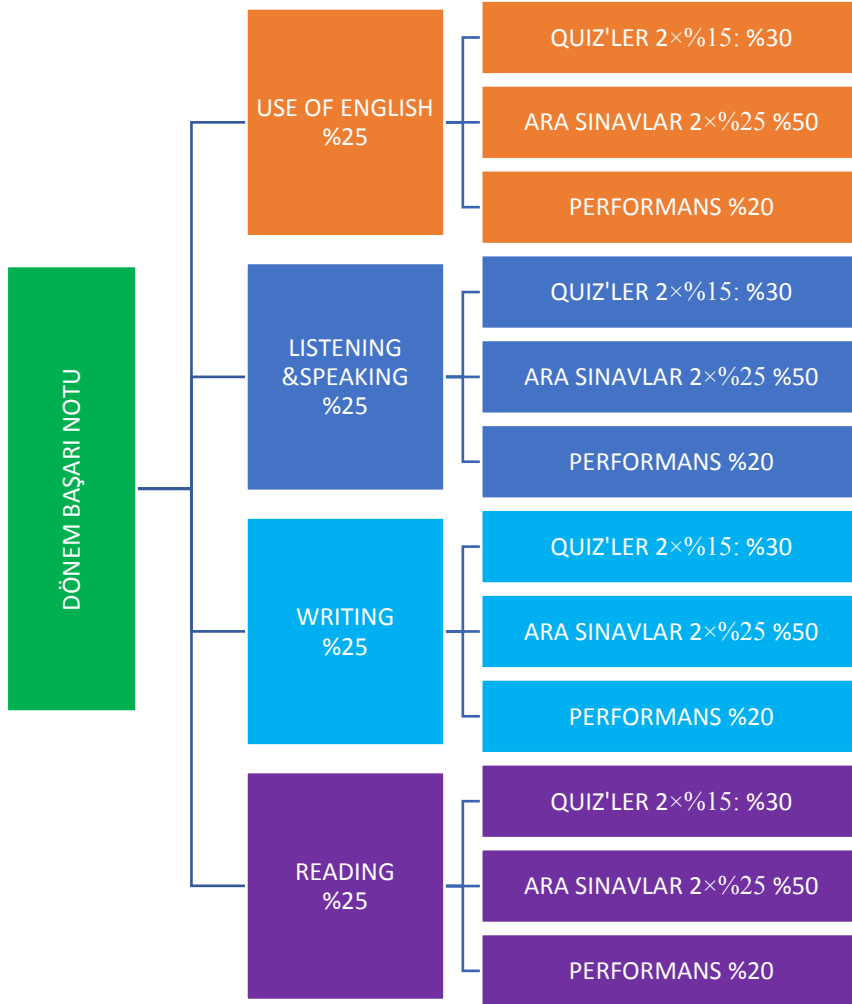 DÖNEM BAŞARI NOTU
USE OF ENGLISH
%25
QUIZ'LER 2×%15: %30
ARA SINAVLAR 2×%25 %50
PERFORMANS %20
LISTENING
&SPEAKING
%25
QUIZ'LER 2×%15: %30
ARA SINAVLAR 2×%25 %50
PERFORMANS %20
WRITING
%25
QUIZ'LER 2×%15: %30
ARA SINAVLAR 2×%25 %50
PERFORMANS %20
READING
%25
QUIZ'LER 2×%15: %30
ARA SINAVLAR 2×%25 %50
PERFORMANS %20